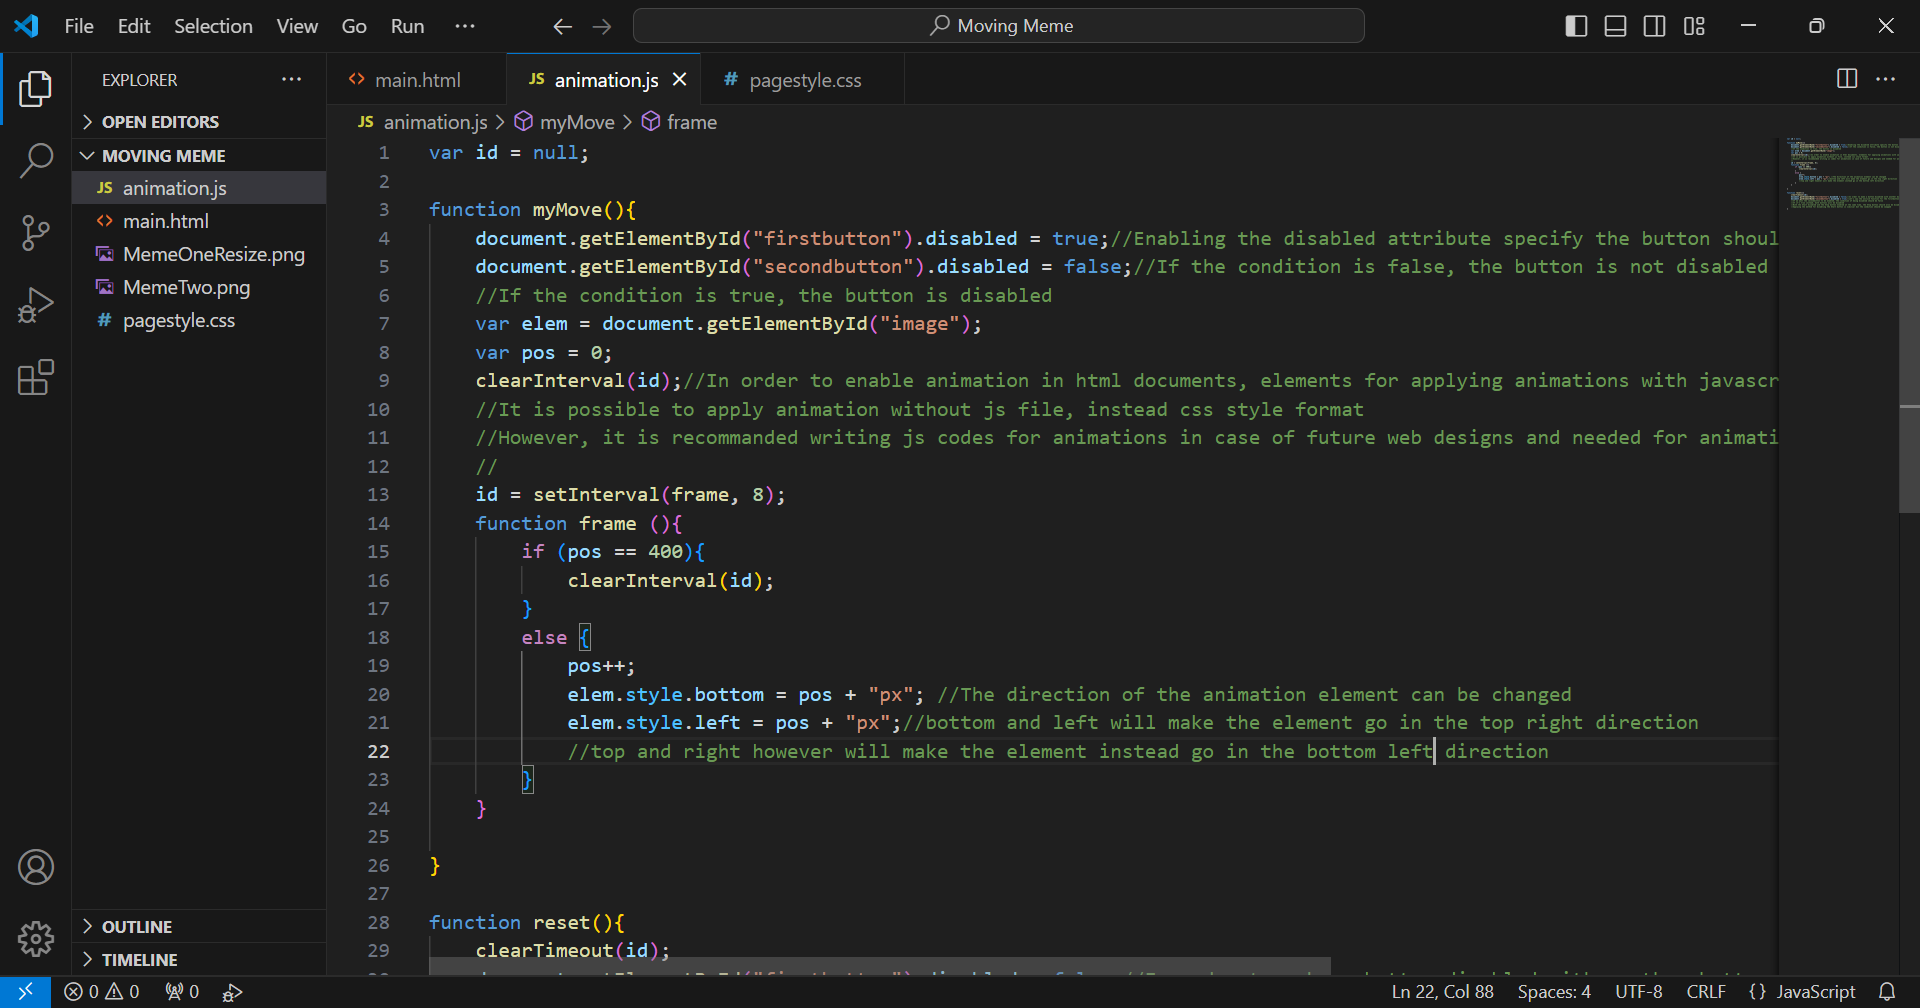 File Edit Selection View Go Run ··· Moving Meme
EXPLORER ···
OPEN EDITORS
MOVING MEME
JS animation.js
<> main.html
MemeOneResize.png
MemeTwo.png
# pagestyle.css
OUTLINE
TIMELINE
<> main.html JS animation.js # pagestyle.css
JS animation.js > myMove > frame
1 var id = null;
2
3 function myMove(){
4 document.getElementById("firstbutton").disabled = true;//Enabling the disabled attribute specify the button shoul
5 document.getElementById("secondbutton").disabled = false;//If the condition is false, the button is not disabled
6 //If the condition is true, the button is disabled
7 var elem = document.getElementById("image");
8 var pos = 0;
9 clearInterval(id);//In order to enable animation in html documents, elements for applying animations with javascr
10 //It is possible to apply animation without js file, instead css style format
11 //However, it is recommanded writing js codes for animations in case of future web designs and needed for animati
12 //
13 id = setInterval(frame, 8);
14 function frame (){
15 if (pos == 400){
16 clearInterval(id);
17 }
18 else {
19 pos++;
20 elem.style.bottom = pos + "px"; //The direction of the animation element can be changed
21 elem.style.left = pos + "px";//bottom and left will make the element go in the top right direction
22 //top and right however will make the element instead go in the bottom left direction
23 }
24 }
25
26 }
27
28 function reset(){
29 clearTimeout(id);
0 0 0 Ln 22, Col 88 Spaces: 4 UTF-8 CRLF {} JavaScript